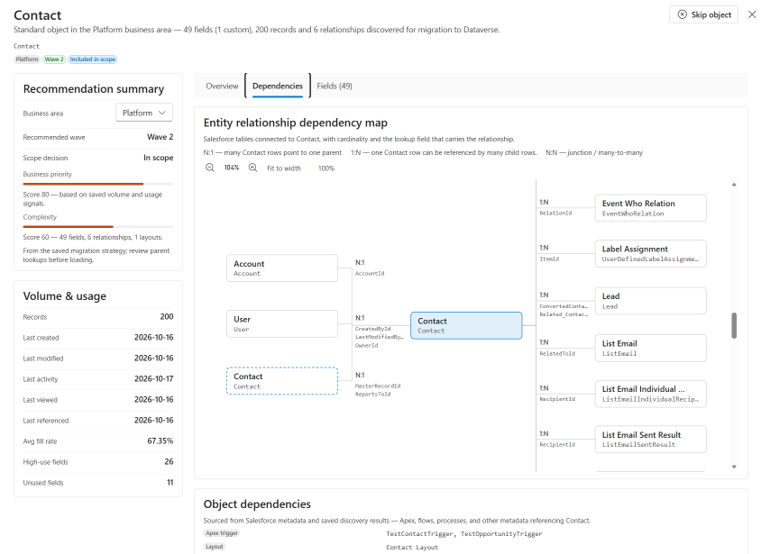 Contact
Skip object
Standard object in the Platform business area — 49 fields (1 custom), 200 records and 6 relationships discovered for migration to Dataverse.
Contact
Platform Wave 2 Included in scope
Recommendation summary
Business area Platform
Recommended wave Wave 2
Scope decision In scope
Business priority
Score 80 — based on saved volume and usage
signals.
Complexity
Score 60 — 49 fields, 6 relationships, 1 layouts.
From the saved migration strategy; review parent
lookups before loading.
Volume & usage
Records 200
Last created 2026-10-16
Last modified 2026-10-16
Last activity 2026-10-17
Last viewed 2026-10-16
Last referenced 2026-10-16
Avg fill rate 67.35%
High-use fields 26
Unused fields 11
Overview Dependencies Fields (49)
Entity relationship dependency map
Salesforce tables connected to Contact, with cardinality and the lookup field that carries the relationship.
N:1 — many Contact rows point to one parent 1:N — one Contact row can be referenced by many child rows. N:N — junction / many-to-many
104% Fit to width 100%
Account
Account
N:1
AccountId
User
User
N:1
CreatedById
LastModifiedBy…
OwnerId
Contact
Contact
N:1
MasterRecordId
ReportsToId
Contact
Contact
1:N
RelationId
Event Who Relation
EventWhoRelation
1:N
ItemId
Label Assignment
UserDefinedLabelAssignme…
1:N
ConvertedConta…
Related_Contac…
Lead
Lead
1:N
RelatedToId
List Email
ListEmail
1:N
RecipientId
List Email Individual ...
ListEmailIndividualRecip…
1:N
RecipientId
List Email Sent Result
ListEmailSentResult
Object dependencies
Sourced from Salesforce metadata and saved discovery results — Apex, flows, processes, and other metadata referencing Contact.
Apex trigger TestContactTrigger, TestOpportunityTrigger
Layout Contact Layout